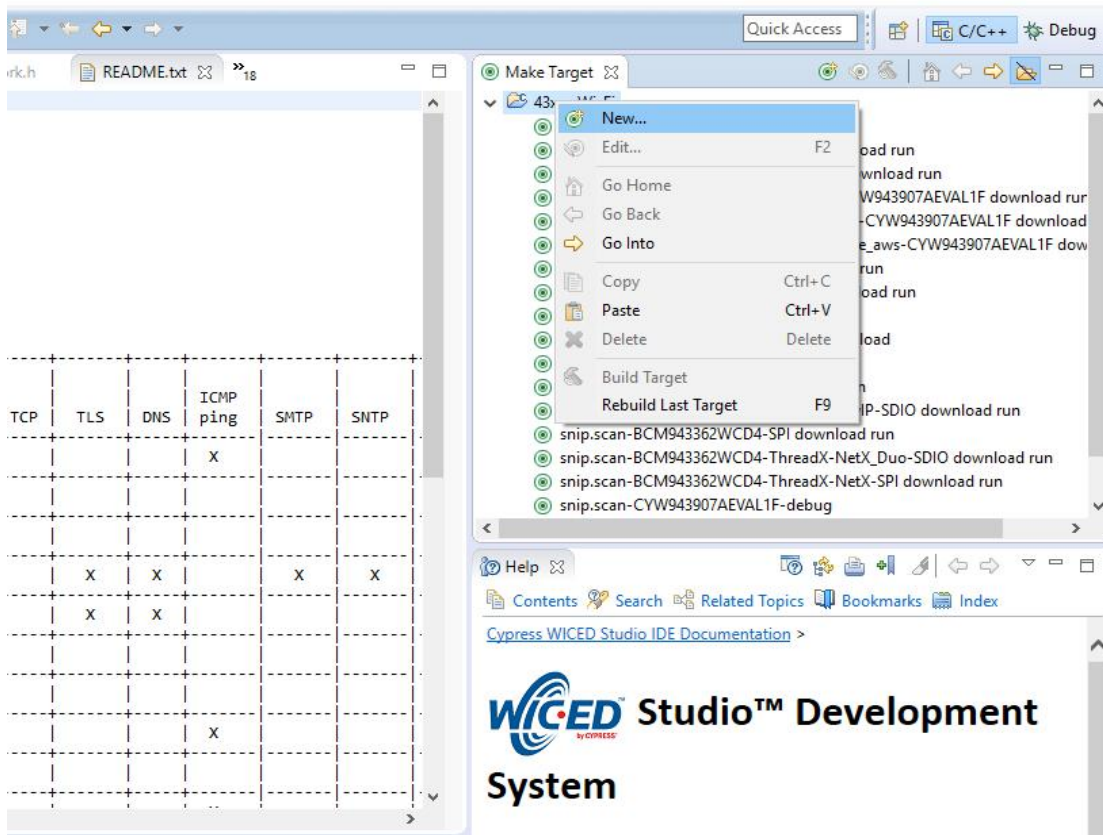 Quick Access
C/C++
Debug
rk.h
README.txt
»18
Make Target
New...
Edit... F2
oad run
wnload run
Go Home
W943907AEVAL1F download run
Go Back
-CYW943907AEVAL1F download
Go Into
e_aws-CYW943907AEVAL1F dow
run
Copy Ctrl+C
oad run
Paste Ctrl+V
Delete Delete
load
Build Target
Rebuild Last Target F9
IP-SDIO download run
snip.scan-BCM943362WCD4-SPI download run
snip.scan-BCM943362WCD4-ThreadX-NetX_Duo-SDIO download run
snip.scan-BCM943362WCD4-ThreadX-NetX-SPI download run
snip.scan-CYW943907AEVAL1F-debug
ICMP
TCP | TLS | DNS | ping | SMTP | SNTP
X
X | X | X | X
X | X
X
Help
Contents Search Related Topics Bookmarks Index
Cypress WICED Studio IDE Documentation >
WICED™ Studio™ Development
by CYPRESS
System